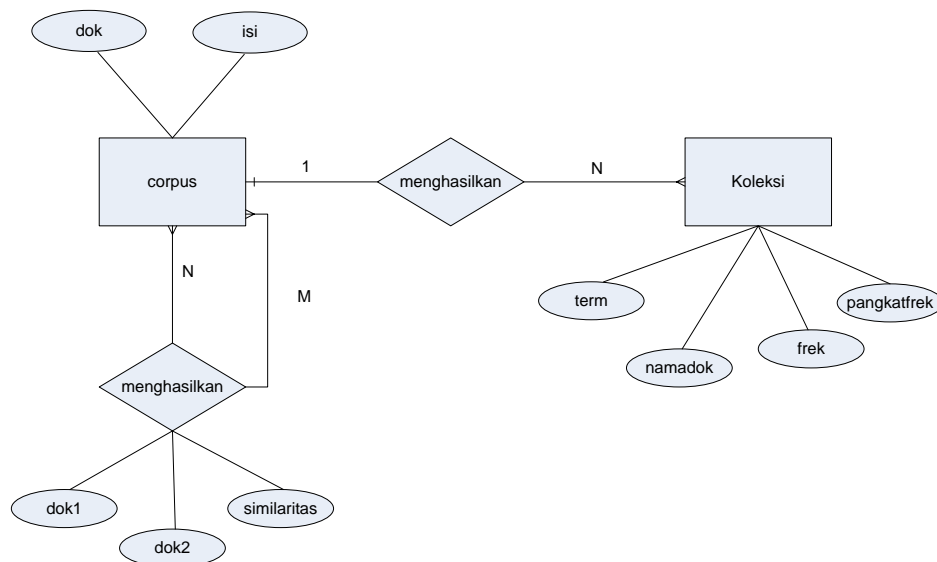 dok
isi
corpus
1
menghasilkan
N
Koleksi
N
M
term
pangkatfrek
namadok
frek
menghasilkan
dok1
similaritas
dok2